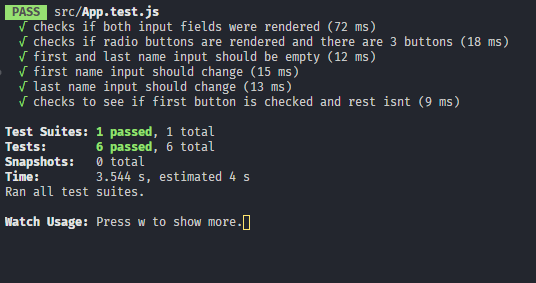 PASS src/App.test.js
√ checks if both input fields were rendered (72 ms)
√ checks if radio buttons are rendered and there are 3 buttons (18 ms)
√ first and last name input should be empty (12 ms)
√ first name input should change (15 ms)
√ last name input should change (13 ms)
√ checks to see if first button is checked and rest isnt (9 ms)
Test Suites: 1 passed, 1 total
Tests: 6 passed, 6 total
Snapshots: 0 total
Time: 3.544 s, estimated 4 s
Ran all test suites.
Watch Usage: Press w to show more.